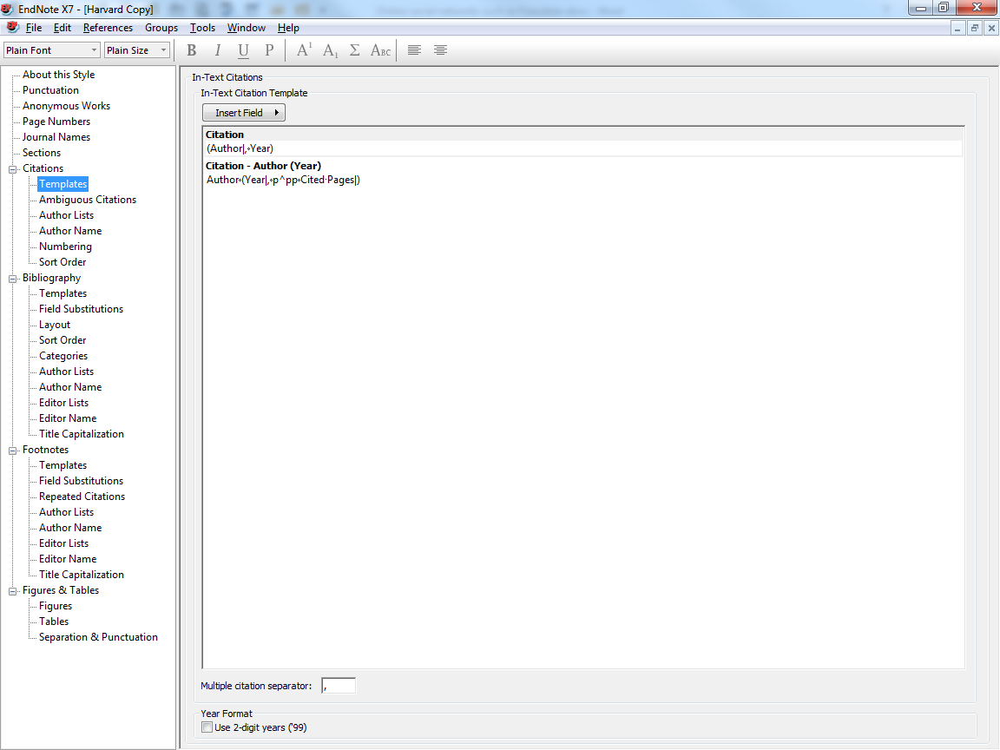 EndNote X7 - [Harvard Copy]
File Edit References Groups Tools Window Help
Plain Font Plain Size B I U P A1 A1 Σ ABC
About this Style
Punctuation
Anonymous Works
Page Numbers
Journal Names
Sections
Citations
Templates
Ambiguous Citations
Author Lists
Author Name
Numbering
Sort Order
Bibliography
Templates
Field Substitutions
Layout
Sort Order
Categories
Author Lists
Author Name
Editor Lists
Editor Name
Title Capitalization
Footnotes
Templates
Field Substitutions
Repeated Citations
Author Lists
Author Name
Editor Lists
Editor Name
Title Capitalization
Figures & Tables
Figures
Tables
Separation & Punctuation
In-Text Citations
In-Text Citation Template
Insert Field
Citation
(Author|,·Year)
Citation - Author (Year)
Author·(Year|,·p^pp·Cited·Pages|)
Multiple citation separator: ,
Year Format
Use 2-digit years ('99)